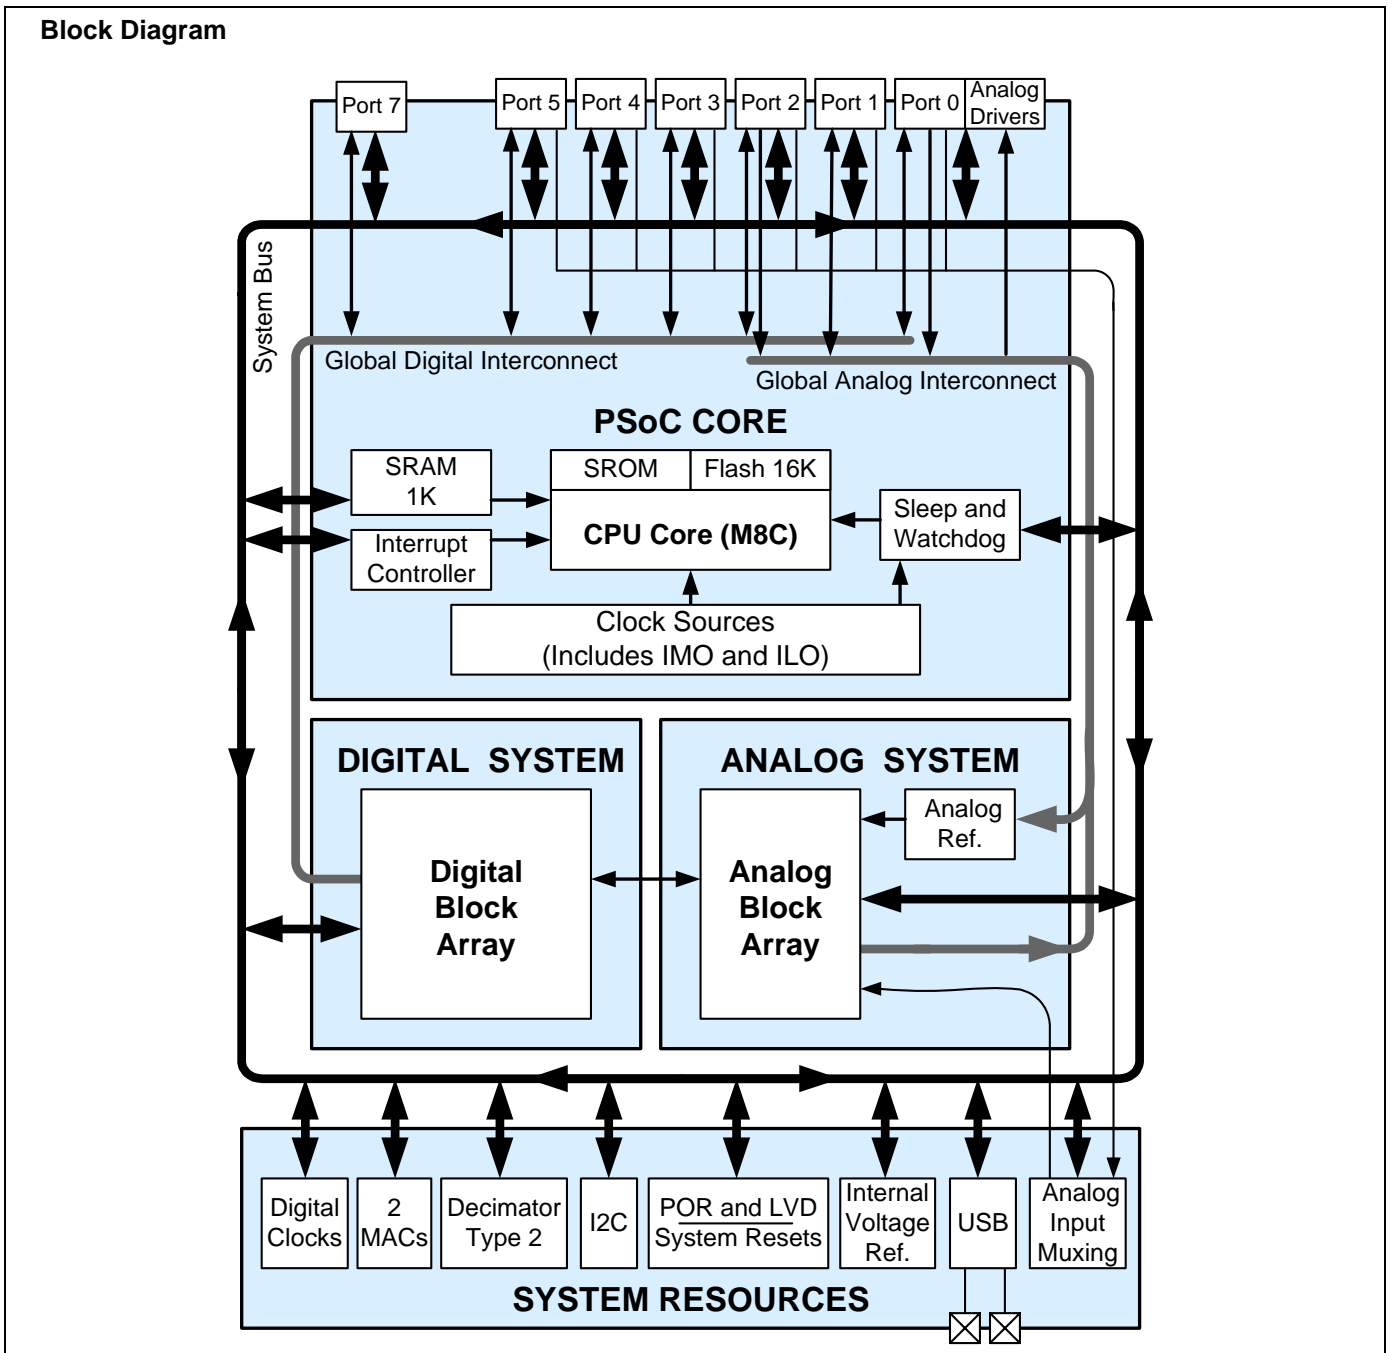 Block Diagram
Port 7
Port 5
Port 4
Port 3
Port 2
Port 1
Port 0
Analog
Drivers
System Bus
Global Digital Interconnect
Global Analog Interconnect
PSoC CORE
SRAM
1K
SROM
Flash 16K
CPU Core (M8C)
Interrupt
Controller
Sleep and
Watchdog
Clock Sources
(Includes IMO and ILO)
DIGITAL SYSTEM
ANALOG SYSTEM
Digital
Block
Array
Analog
Block
Array
Analog
Ref.
Digital
Clocks
2
MACs
Decimator
Type 2
I2C
POR and LVD
System Resets
Internal
Voltage
Ref.
USB
Analog
Input
Muxing
SYSTEM RESOURCES